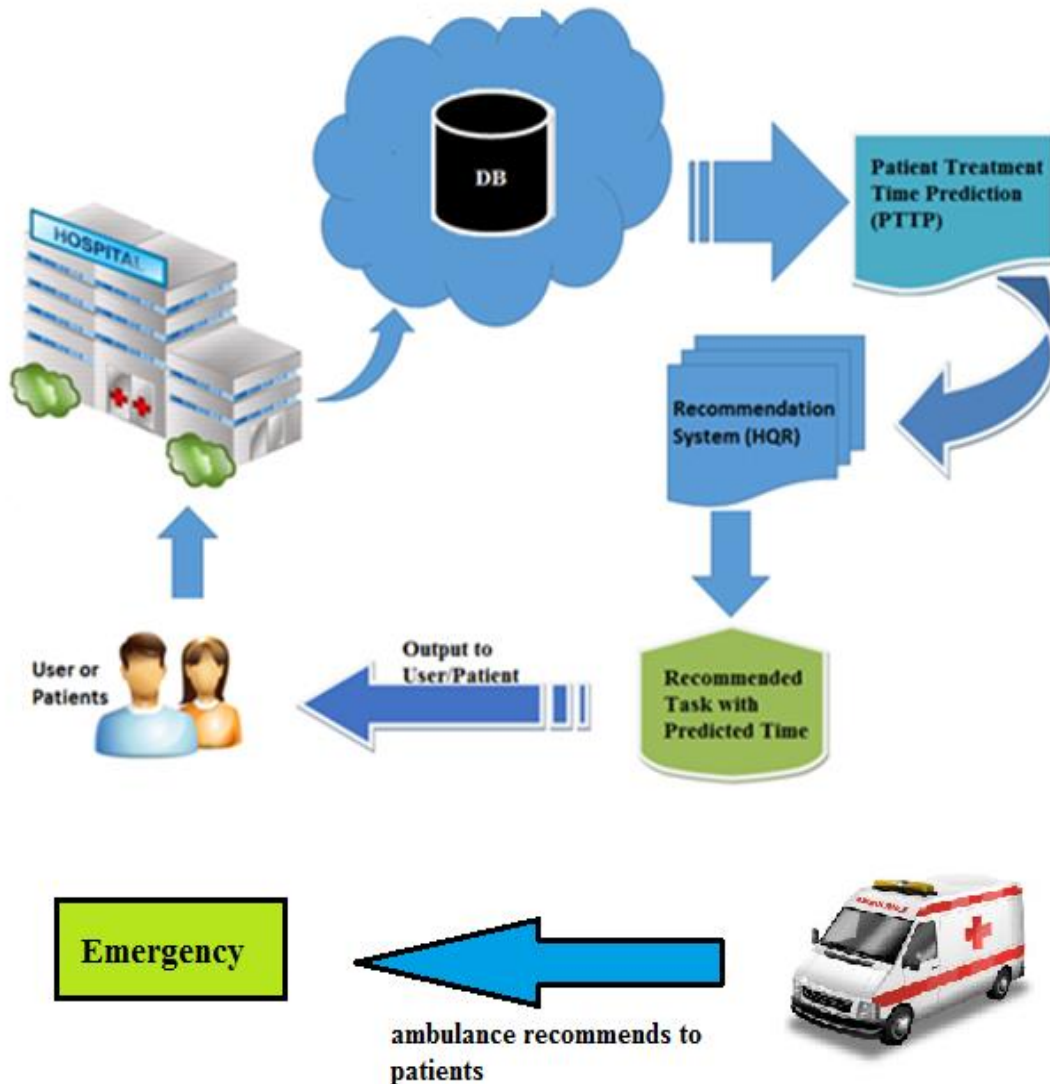 DB
Patient Treatment
Time Prediction
(PTTP)
HOSPITAL
Recommendation
System (HQR)
User or
Patients
Output to
User/Patient
Recommended
Task with
Predicted Time
AMBULANCE
Emergency
ambulance recommends to
patients